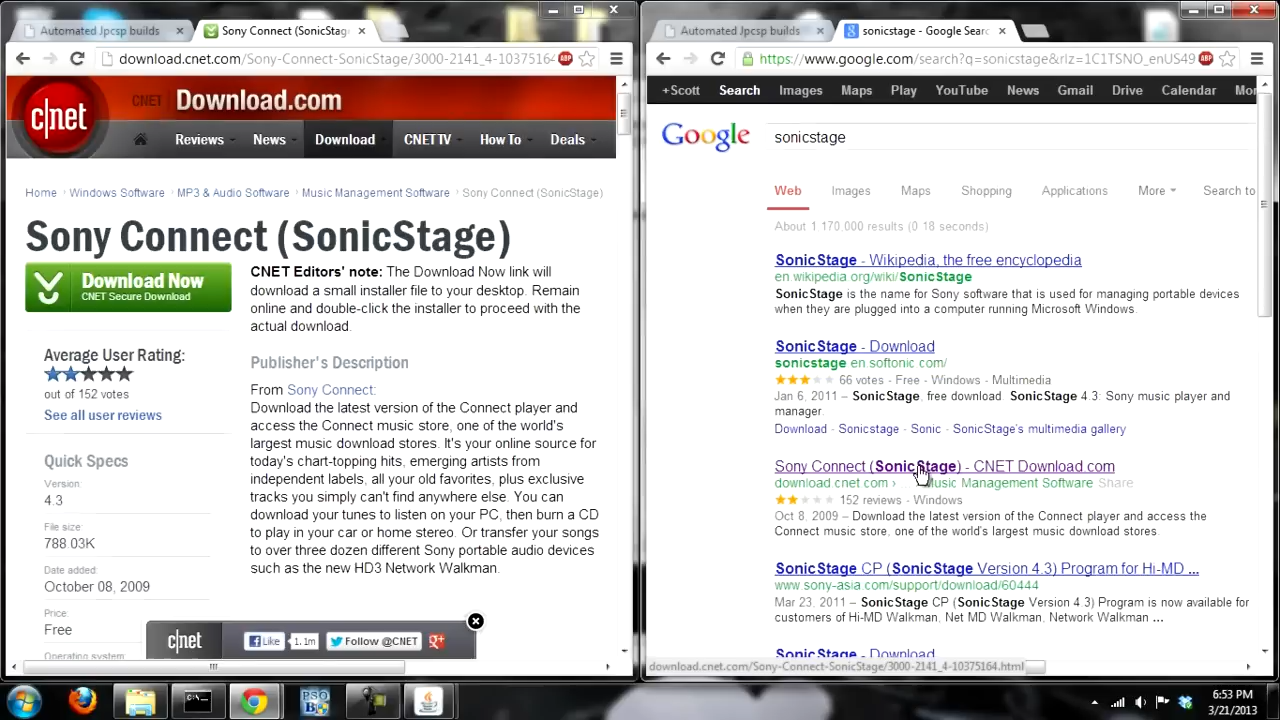 Automated Jpcsp builds
Sony Connect (SonicStag
download.cnet.com/Sony-Connect-SonicStage/3000-2141_4-10375164
ABP
c|net
CNET Download.com
Reviews
News
Download
CNETTV
How To
Deals
Home
Windows Software
MP3 & Audio Software
Music Management Software
Sony Connect (SonicStage)
Sony Connect (SonicStage)
Download Now
CNET Secure Download
Average User Rating:
out of 152 votes
See all user reviews
Quick Specs
Version:
4.3
File size:
788.03K
Date added:
October 08, 2009
Price:
Free
Operating system:
CNET Editors' note: The Download Now link will
download a small installer file to your desktop. Remain
online and double-click the installer to proceed with the
actual download.
Publisher's Description
From Sony Connect:
Download the latest version of the Connect player and
access the Connect music store, one of the world's
largest music download stores. It's your online source for
today's chart-topping hits, emerging artists from
independent labels, all your old favorites, plus exclusive
tracks you simply can't find anywhere else. You can
download your tunes to listen on your PC, then burn a CD
to play in your car or home stereo. Or transfer your songs
to over three dozen different Sony portable audio devices
such as the new HD3 Network Walkman.
c|net
Like
1.1m
Follow @CNET
Automated Jpcsp builds
sonicstage - Google Searc
https://www.google.com/search?q=sonicstage&rlz=1C1TSNO_enUS49
ABP
+Scott
Search
Images
Maps
Play
YouTube
News
Gmail
Drive
Calendar
Mor
Google
sonicstage
Web
Images
Maps
Shopping
Applications
More
Search to
About 1 170,000 results (0 18 seconds)
SonicStage - Wikipedia, the free encyclopedia
en.wikipedia org/wiki/SonicStage
SonicStage is the name for Sony software that is used for managing portable devices
when they are plugged into a computer running Microsoft Windows.
SonicStage - Download
sonicstage en.softonic com/
66 votes - Free - Windows - Multimedia
Jan 6, 2011 – SonicStage, free download. SonicStage 4.3: Sony music player and
manager.
Download - Sonicstage - Sonic - SonicStage's multimedia gallery
Sony Connect (SonicStage) - CNET Download.com
download cnet com › ... Music Management Software Share
152 reviews - Windows
Oct 8, 2009 – Download the latest version of the Connect player and access the
Connect music store, one of the world's largest music download stores.
SonicStage CP (SonicStage Version 4.3) Program for Hi-MD ...
www.sony-asia.com/support/download/60444
Mar 23, 2011 – SonicStage CP (SonicStage Version 4.3) Program is now available for
customers of Hi-MD Walkman, Net MD Walkman, Network Walkman ...
SonicStage - Download
download.cnet.com/Sony-Connect-SonicStage/3000-2141_4-10375164.html
C:\_
PSO
6:53 PM
3/21/2013